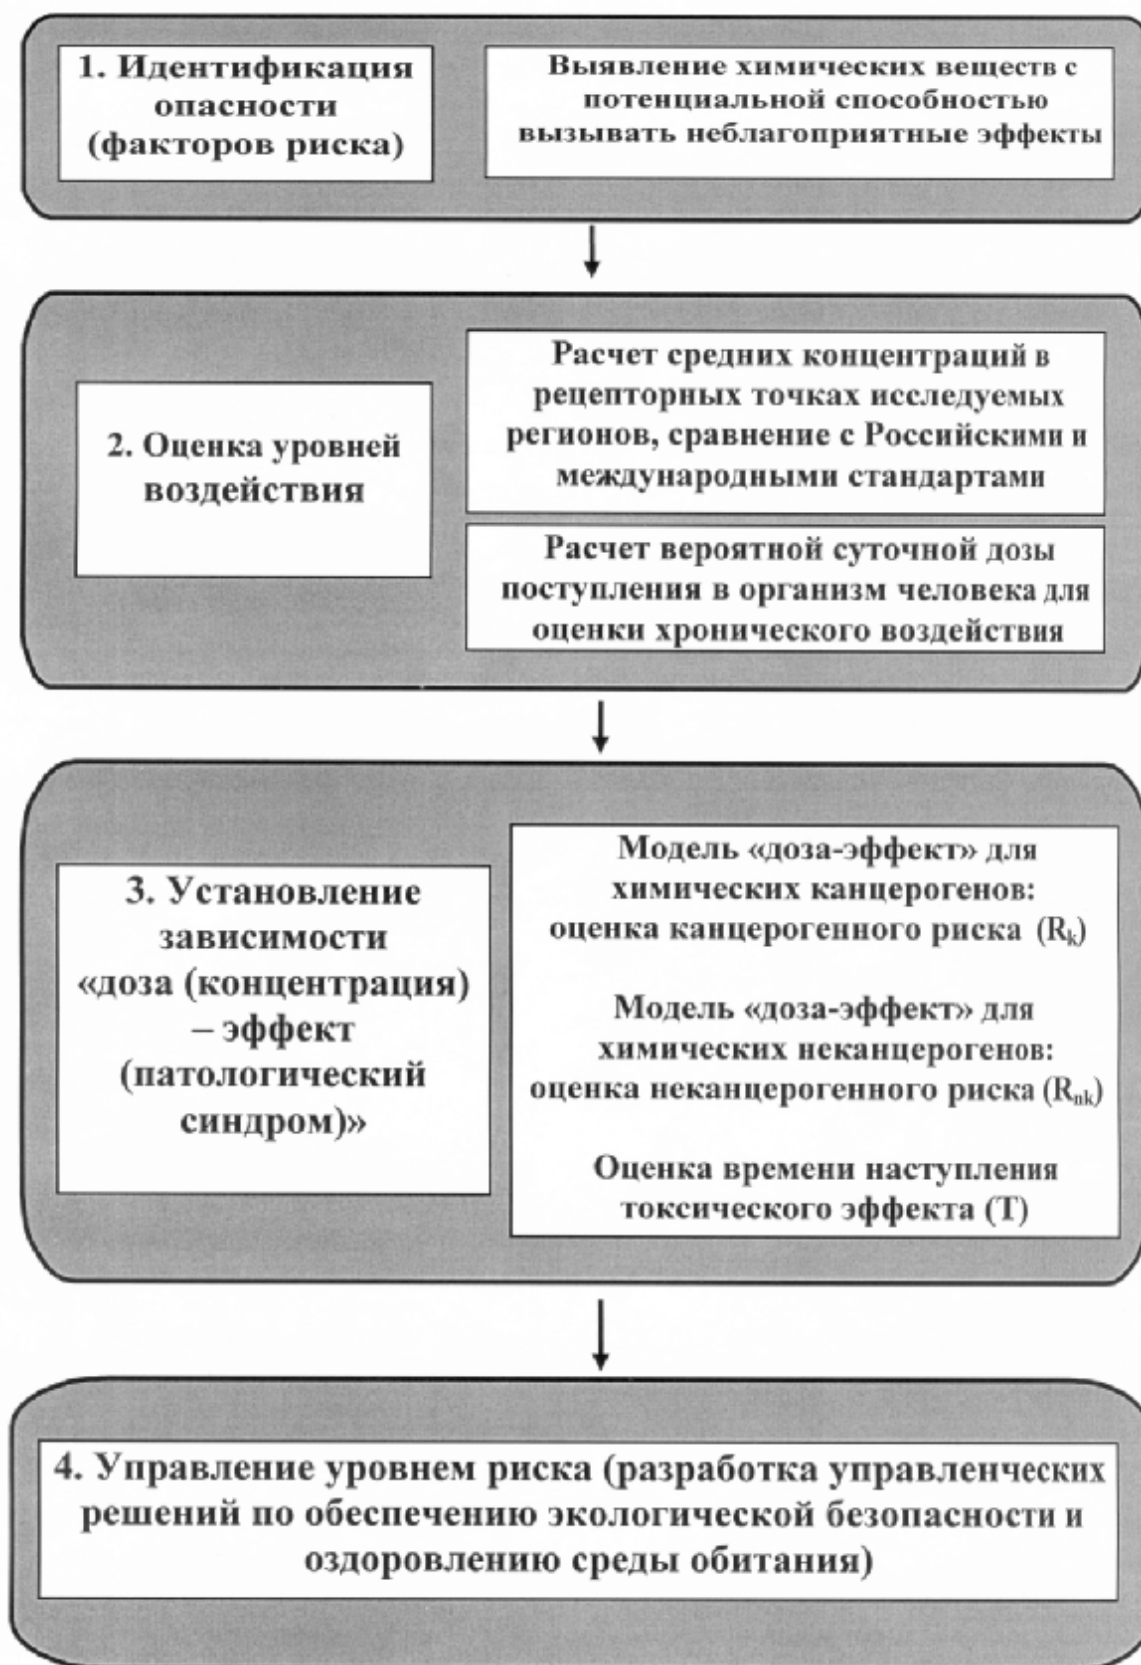 1. Идентификация
опасности
(факторов риска)
Выявление химических веществ с
потенциальной способностью
вызывать неблагоприятные эффекты
2. Оценка уровней
воздействия
Расчет средних концентраций в
рецепторных точках исследуемых
регионов, сравнение с Российскими и
международными стандартами
Расчет вероятной суточной дозы
поступления в организм человека для
оценки хронического воздействия
3. Установление
зависимости
«доза (концентрация)
– эффект
(патологический
синдром)»
Модель «доза-эффект» для
химических канцерогенов:
оценка канцерогенного риска (Rk)
Модель «доза-эффект» для
химических неканцерогенов:
оценка неканцерогенного риска (Rnk)
Оценка времени наступления
токсического эффекта (T)
4. Управление уровнем риска (разработка управленческих
решений по обеспечению экологической безопасности и
оздоровлению среды обитания)